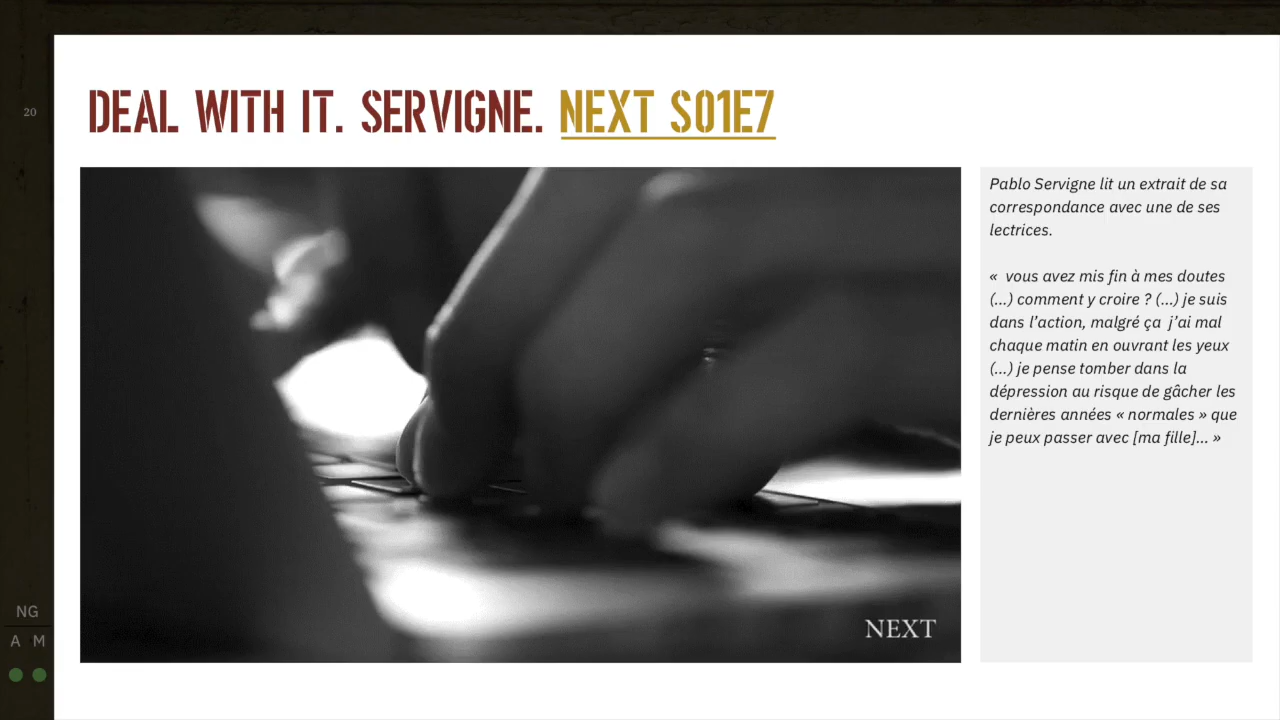 20
DEAL WITH IT. SERVIGNE. NEXT S01E7
Pablo Servigne lit un extrait de sa
correspondance avec une de ses
lectrices.
«  vous avez mis fin à mes doutes
(...) comment y croire ? (...) je suis
dans l’action, malgré ça  j’ai mal
chaque matin en ouvrant les yeux
(...) je pense tomber dans la
dépression au risque de gâcher les
dernières années « normales » que
je peux passer avec [ma fille]... »
NEXT
NG
A M